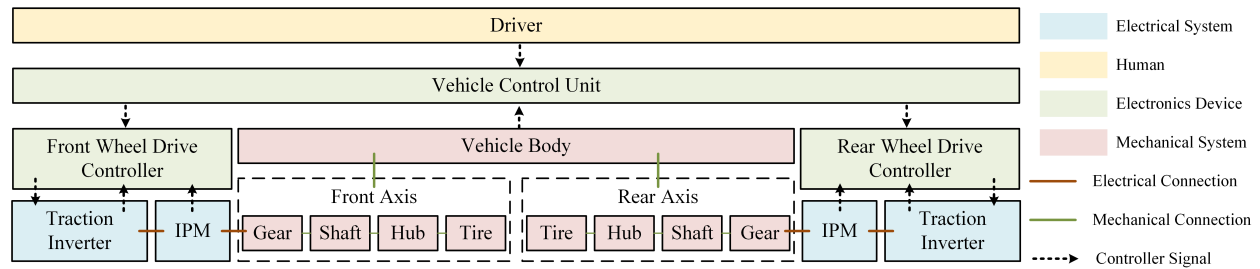 Driver
Vehicle Control Unit
Front Wheel Drive
Controller
Vehicle Body
Rear Wheel Drive
Controller
Front Axis
Rear Axis
Traction
Inverter
IPM
Gear
Shaft
Hub
Tire
Tire
Hub
Shaft
Gear
IPM
Traction
Inverter
Electrical System
Human
Electronics Device
Mechanical System
Electrical Connection
Mechanical Connection
Controller Signal